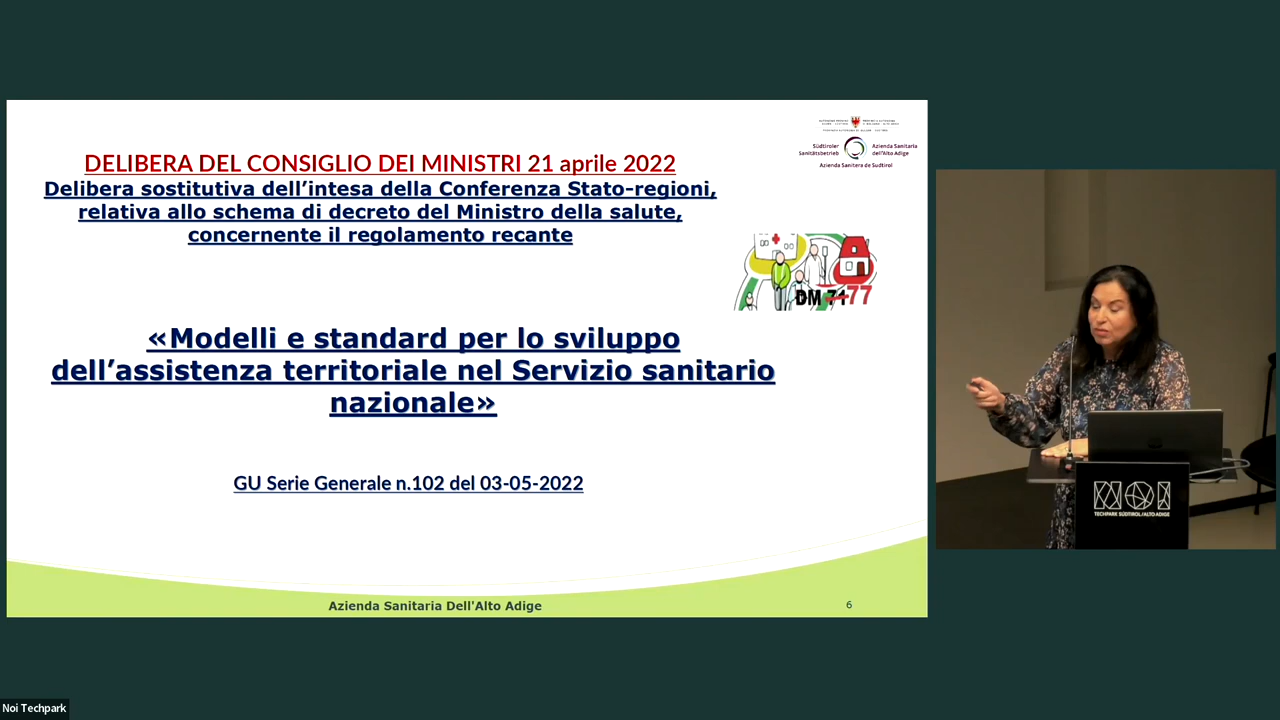 DELIBERA DEL CONSIGLIO DEI MINISTRI 21 aprile 2022
Delibera sostitutiva dell’intesa della Conferenza Stato-regioni,
relativa allo schema di decreto del Ministro della salute,
concernente il regolamento recante
Südtiroler
Sanitätsbetrieb
Azienda Sanitaria
dell'Alto Adige
Azienda Sanitera de Sudtirol
DM 71 77
«Modelli e standard per lo sviluppo
dell’assistenza territoriale nel Servizio sanitario
nazionale»
GU Serie Generale n.102 del 03-05-2022
Azienda Sanitaria Dell'Alto Adige
6
NOI
TECHPARK SÜDTIROL/ALTO ADIGE
Noi Techpark